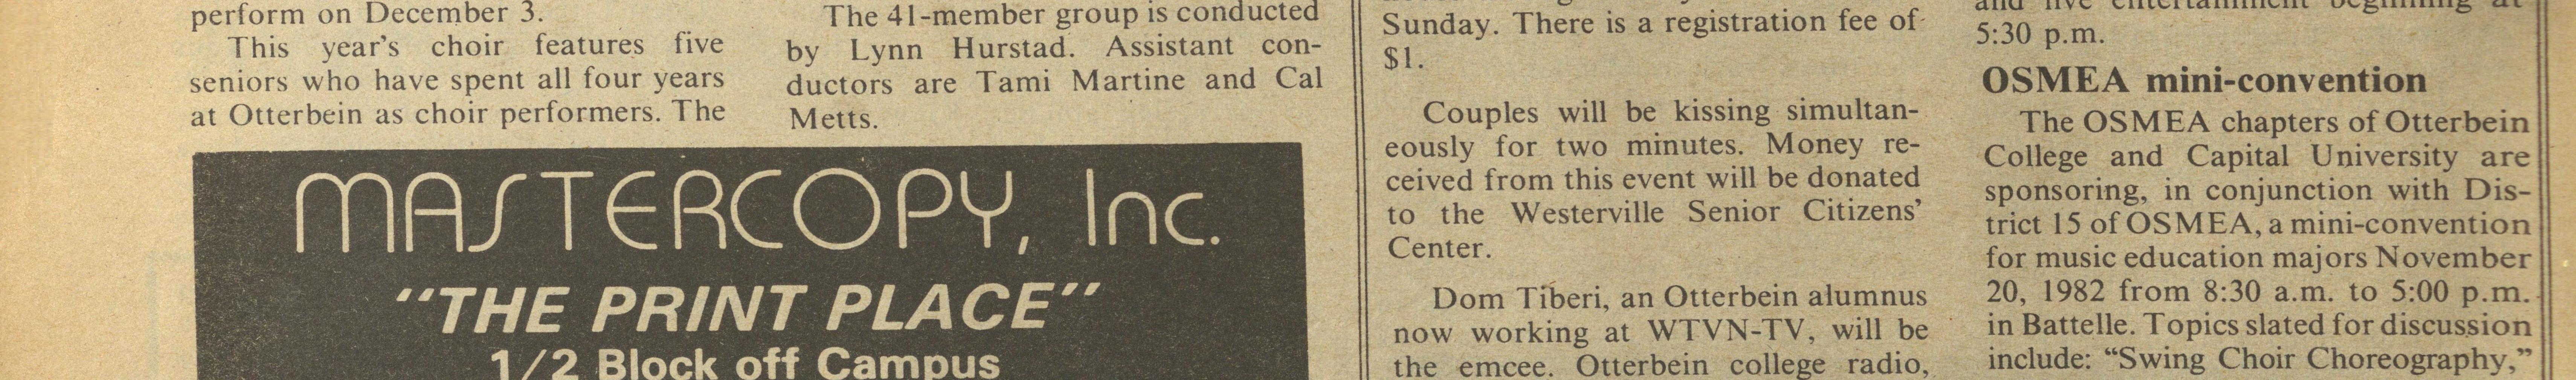 perform on December 3.
This year's choir features five
seniors who have spent all four years
at Otterbein as choir performers. The
The 41-member group is conducted
by Lynn Hurstad. Assistant con-
ductors are Tami Martine and Cal
Metts.
MASTERCOPY, Inc.
"THE PRINT PLACE"
1/2 Block off Campus
Sunday. There is a registration fee of
$1.
Couples will be kissing simultan-
eously for two minutes. Money re-
ceived from this event will be donated
to the Westerville Senior Citizens'
Center.
Dom Tiberi, an Otterbein alumnus
now working at WTVN-TV, will be
the emcee. Otterbein college radio,
and live entertainment beginning at
5:30 p.m.
OSMEA mini-convention
The OSMEA chapters of Otterbein
College and Capital University are
sponsoring, in conjunction with Dis-
trict 15 of OSMEA, a mini-convention
for music education majors November
20, 1982 from 8:30 a.m. to 5:00 p.m.
in Battelle. Topics slated for discussion
include: "Swing Choir Choreography,"